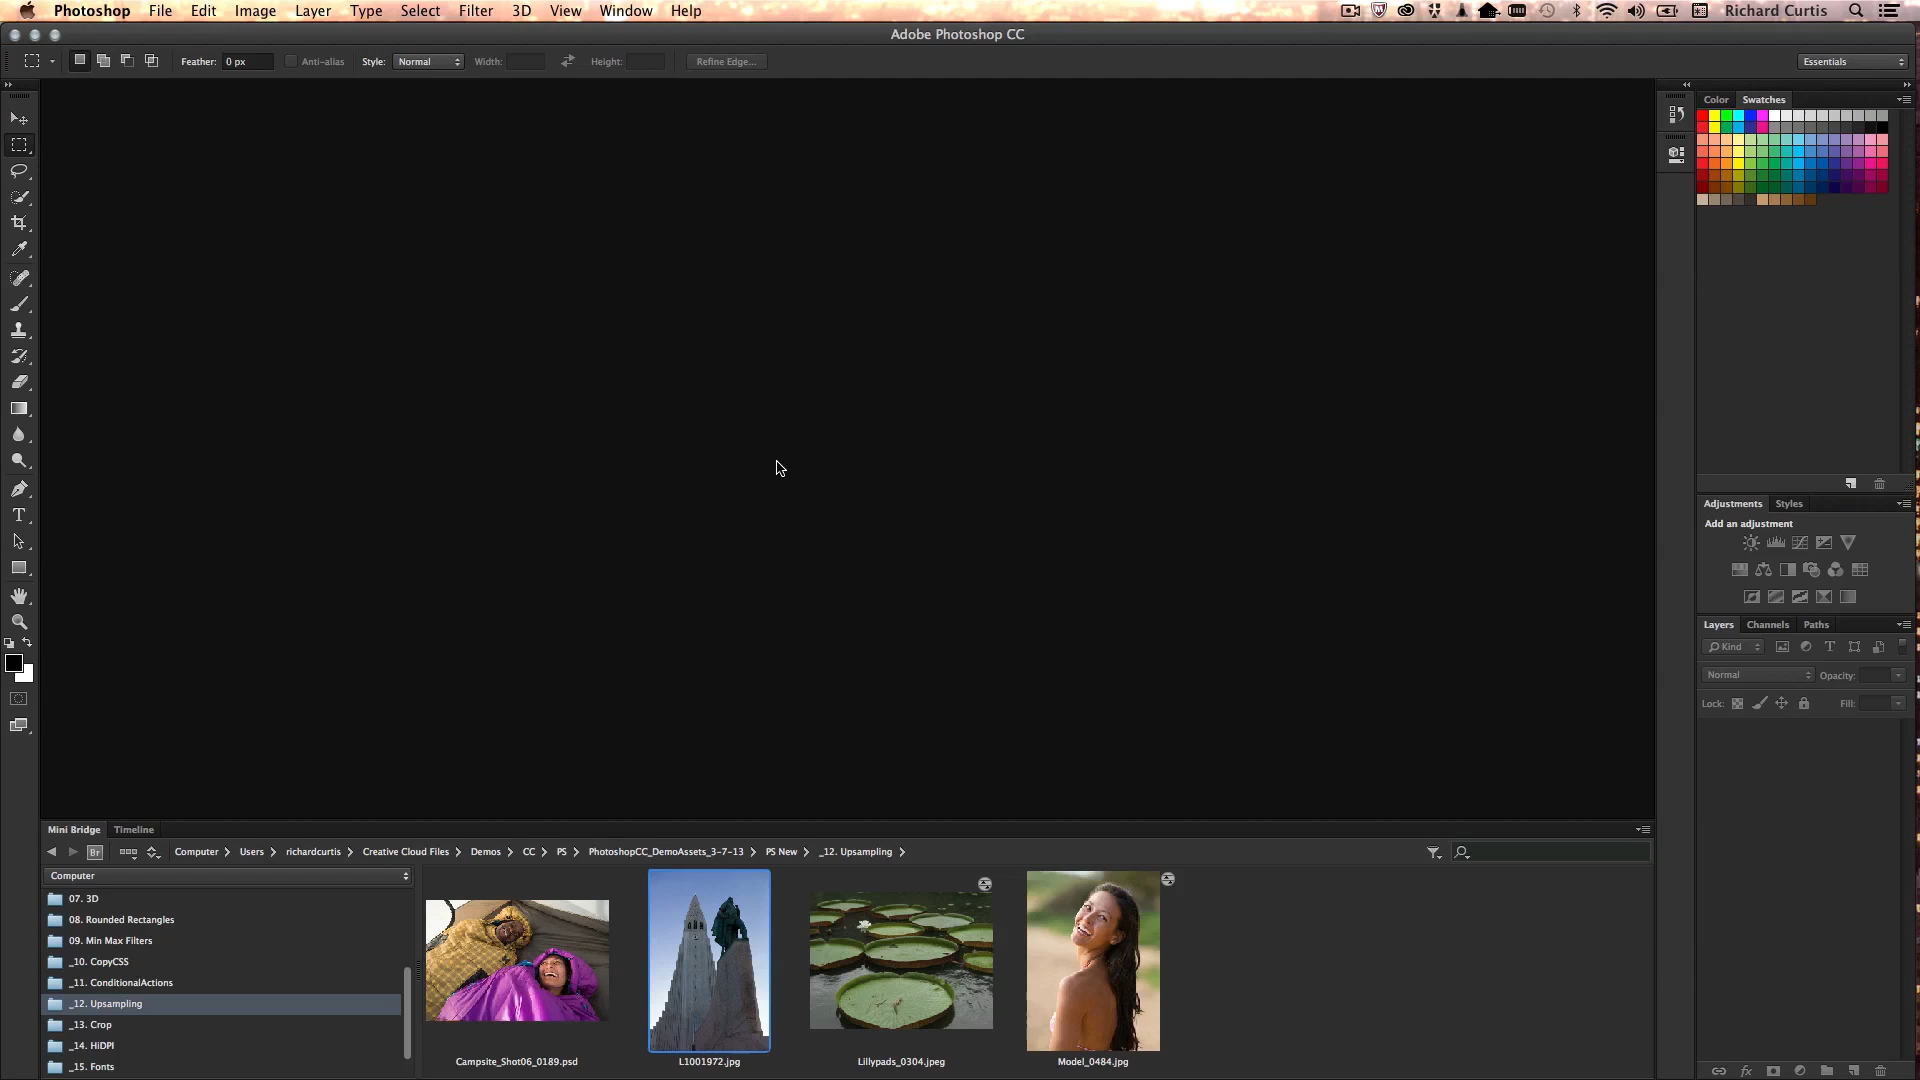 Photoshop File Edit Image Layer Type Select Filter 3D View Window Help Richard Curtis
Adobe Photoshop CC
Feather: 0 px Anti-alias Style: Normal Width: Height: Refine Edge... Essentials
Color Swatches
Adjustments Styles
Add an adjustment
Layers Channels Paths
Kind
Normal Opacity:
Lock: Fill:
Mini Bridge Timeline
Br Computer Users richardcurtis Creative Cloud Files Demos CC PS PhotoshopCC_DemoAssets_3-7-13 PS New _12. Upsampling
Computer
07. 3D
08. Rounded Rectangles
09. Min Max Filters
_10. CopyCSS
_11. ConditionalActions
_12. Upsampling
_13. Crop
_14. HiDPI
_15. Fonts
Campsite_Shot06_0189.psd L1001972.jpg Lillypads_0304.jpeg Model_0484.jpg